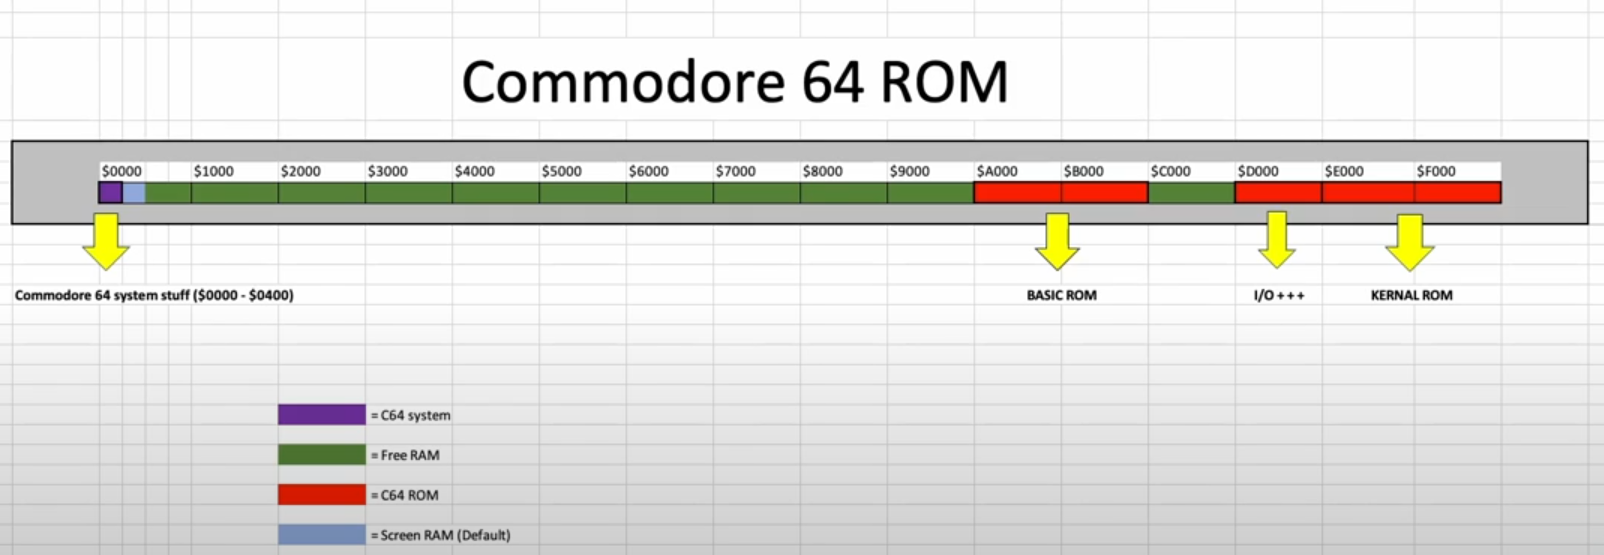 Commodore 64 ROM
$0000 $1000 $2000 $3000 $4000 $5000 $6000 $7000 $8000 $9000 $A000 $B000 $C000 $D000 $E000 $F000
Commodore 64 system stuff ($0000 - $0400) BASIC ROM I/O + + + KERNAL ROM
= C64 system
= Free RAM
= C64 ROM
= Screen RAM (Default)